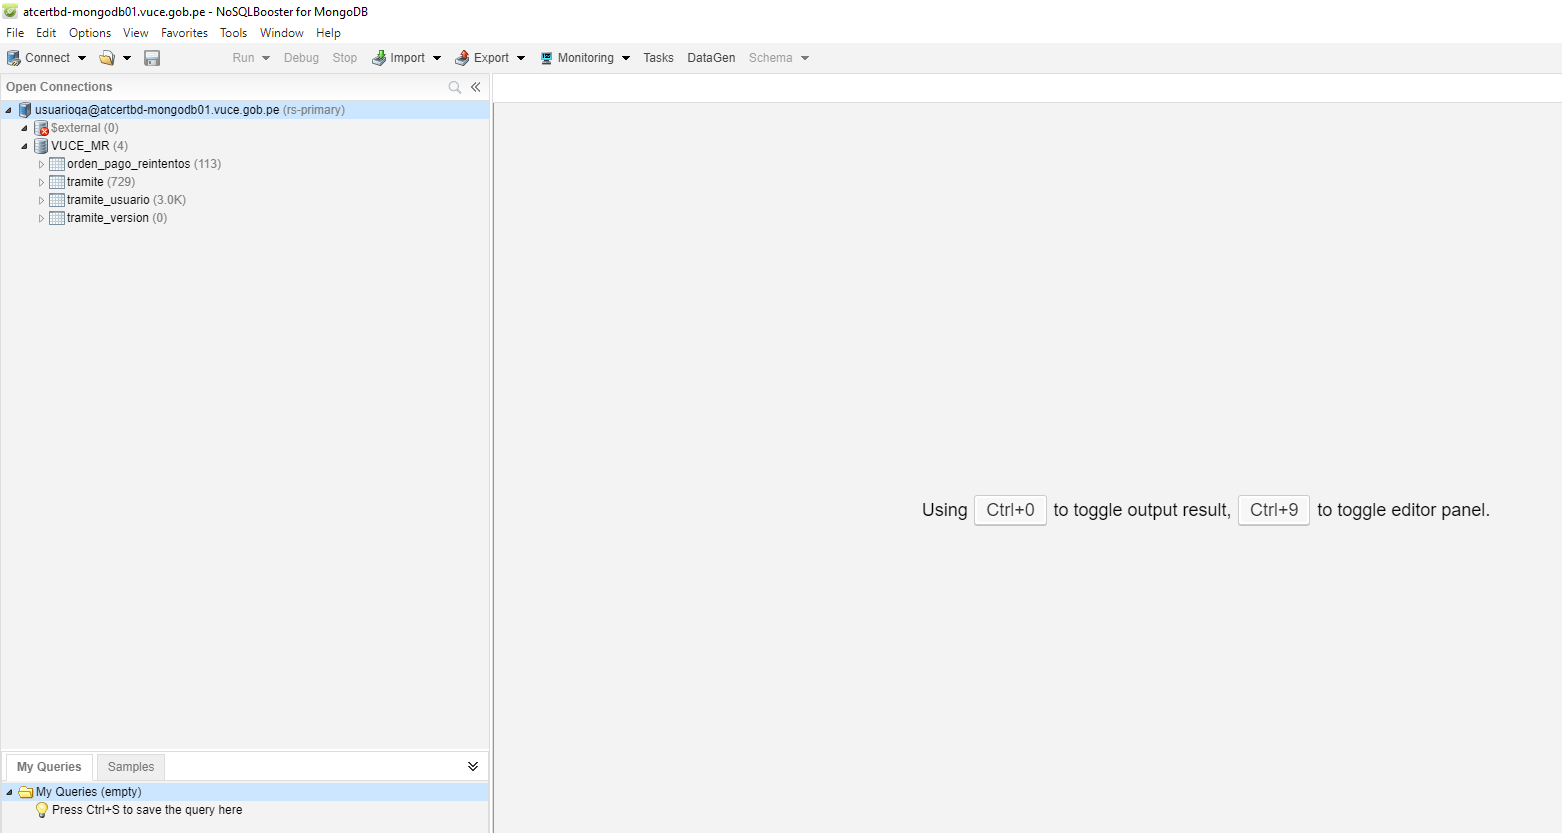 atcertbd-mongodb01.vuce.gob.pe - NoSQLBooster for MongoDB
File Edit Options View Favorites Tools Window Help
Connect Run Debug Stop Import Export Monitoring Tasks DataGen Schema
Open Connections
usuarioqa@atcertbd-mongodb01.vuce.gob.pe (rs-primary)
$external (0)
VUCE_MR (4)
orden_pago_reintentos (113)
tramite (729)
tramite_usuario (3.0K)
tramite_version (0)
Using Ctrl+0 to toggle output result, Ctrl+9 to toggle editor panel.
My Queries Samples
My Queries (empty)
Press Ctrl+S to save the query here